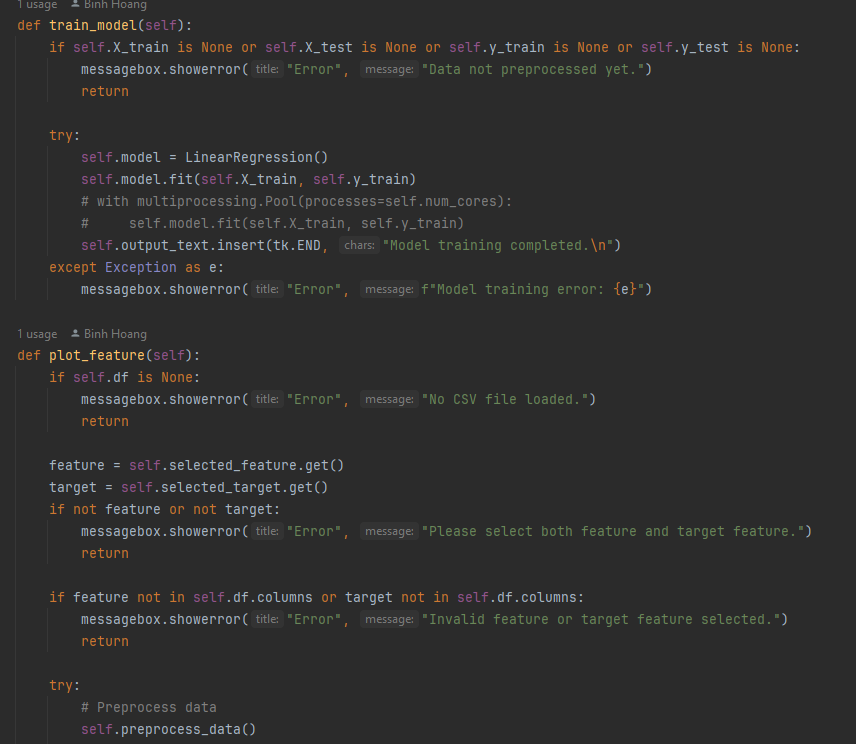 1 usage Binh Hoang
def train_model(self):
    if self.X_train is None or self.X_test is None or self.y_train is None or self.y_test is None:
        messagebox.showerror( title: "Error", message: "Data not preprocessed yet.")
        return

    try:
        self.model = LinearRegression()
        self.model.fit(self.X_train, self.y_train)
        # with multiprocessing.Pool(processes=self.num_cores):
        #     self.model.fit(self.X_train, self.y_train)
        self.output_text.insert(tk.END, chars: "Model training completed.\n")
    except Exception as e:
        messagebox.showerror( title: "Error", message: f"Model training error: {e}")

1 usage Binh Hoang
def plot_feature(self):
    if self.df is None:
        messagebox.showerror( title: "Error", message: "No CSV file loaded.")
        return

    feature = self.selected_feature.get()
    target = self.selected_target.get()
    if not feature or not target:
        messagebox.showerror( title: "Error", message: "Please select both feature and target feature.")
        return

    if feature not in self.df.columns or target not in self.df.columns:
        messagebox.showerror( title: "Error", message: "Invalid feature or target feature selected.")
        return

    try:
        # Preprocess data
        self.preprocess_data()